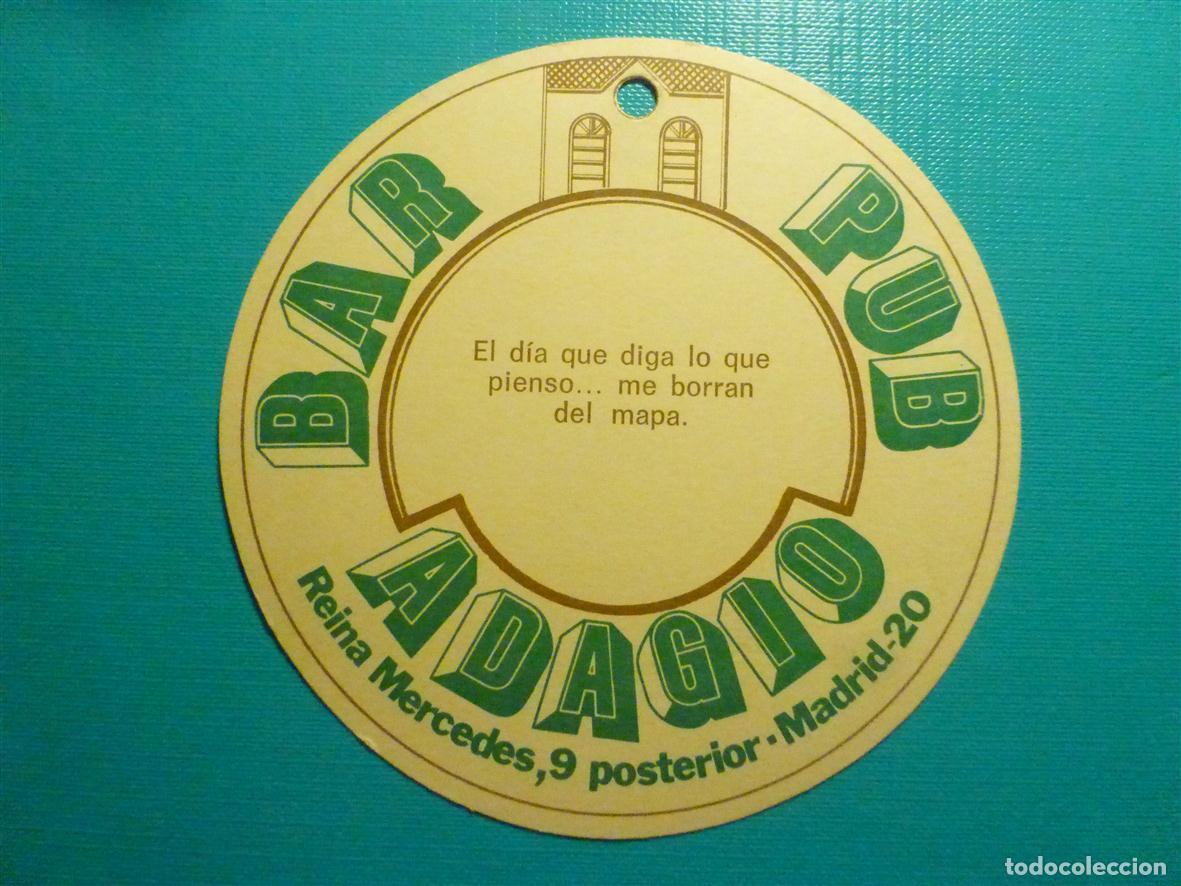 BAR PUB
El día que diga lo que
pienso... me borran
del mapa.
ADAGIO
Reina Mercedes, 9 posterior · Madrid-20
todocoleccion